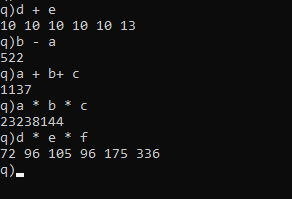 q)d + e
10 10 10 10 10 13
q)b - a
522
q)a + b+ c
1137
q)a * b * c
23238144
q)d * e * f
72 96 105 96 175 336
q)